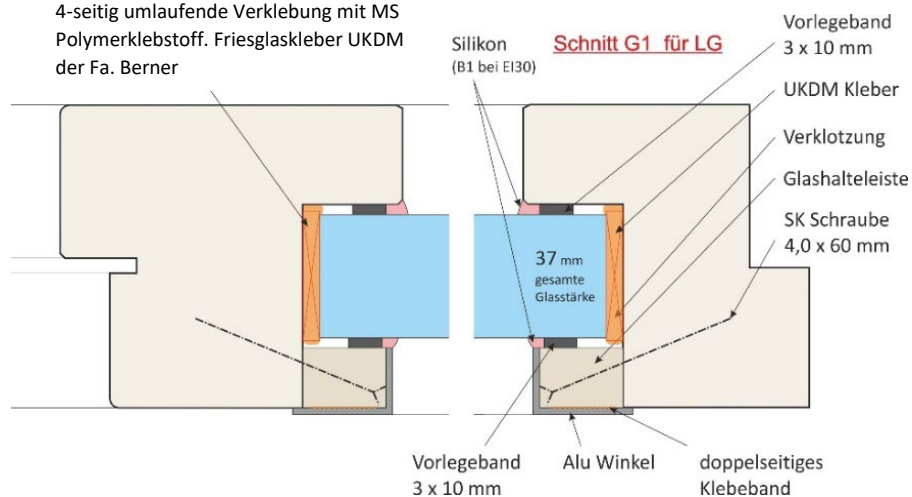 4-seitig umlaufende Verklebung mit MS
Polymerklebstoff. Friesglaskleber UKDM
der Fa. Berner
Silikon
(B1 bei EI30)
Schnitt G1 für LG
Vorlegeband
3 x 10 mm
UKDM Kleber
Verklotzung
Glashalteleiste
SK Schraube
4,0 x 60 mm
37 mm
gesamte
Glasstärke
Vorlegeband
3 x 10 mm
Alu Winkel
doppelseitiges
Klebeband